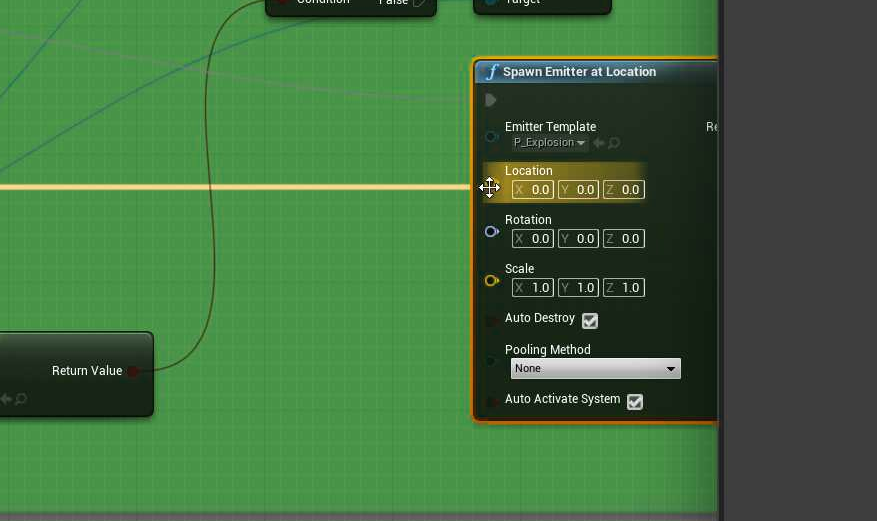 Condition False
Target
f Spawn Emitter at Location
Emitter Template
Re
P_Explosion
Location
X 0.0 Y 0.0 Z 0.0
Rotation
X 0.0 Y 0.0 Z 0.0
Scale
X 1.0 Y 1.0 Z 1.0
Auto Destroy
Pooling Method
None
Return Value
Auto Activate System